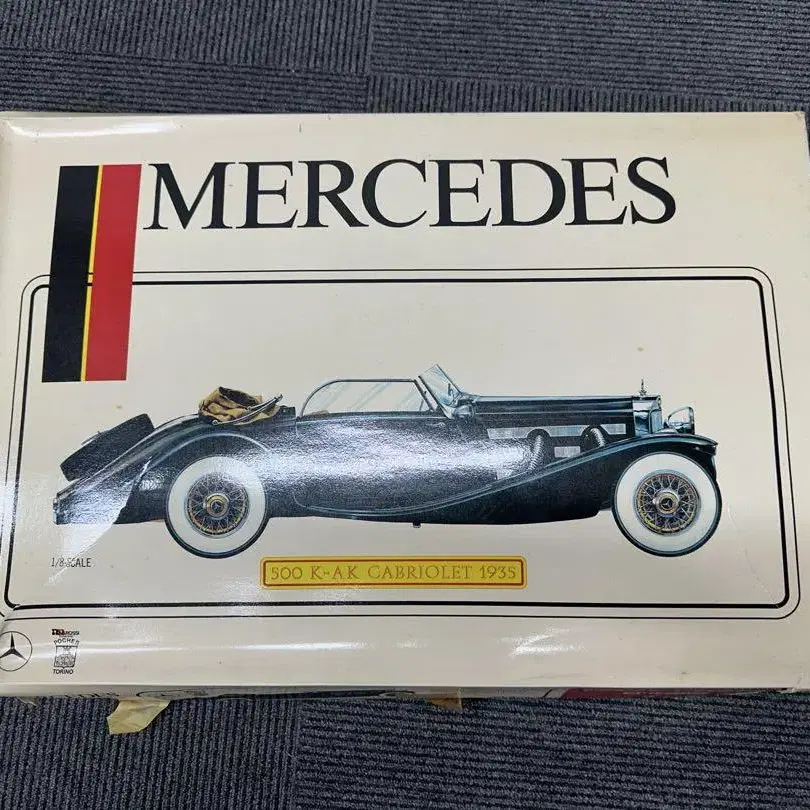 MERCEDES
1/8 SCALE
500 K-AK CABRIOLET 1935
POCHER
TORINO